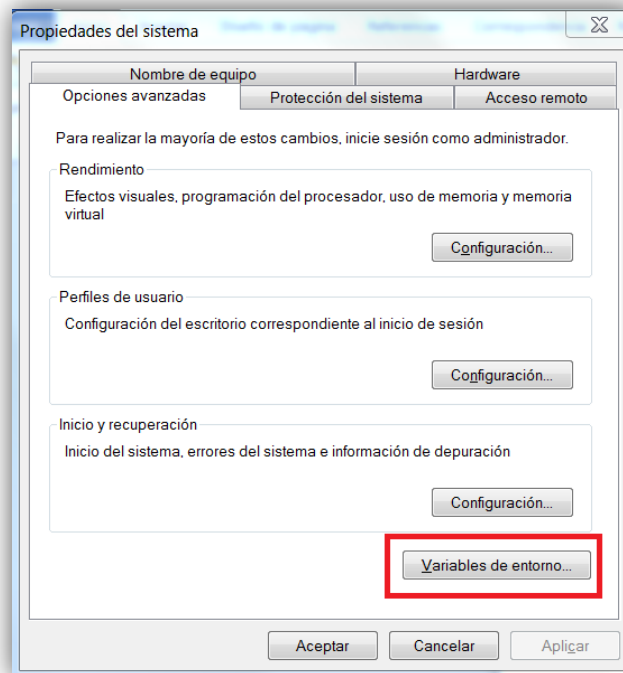 Propiedades del sistema
Nombre de equipo
Hardware
Opciones avanzadas
Protección del sistema
Acceso remoto
Para realizar la mayoría de estos cambios, inicie sesión como administrador.
Rendimiento
Efectos visuales, programación del procesador, uso de memoria y memoria
virtual
Configuración...
Perfiles de usuario
Configuración del escritorio correspondiente al inicio de sesión
Configuración...
Inicio y recuperación
Inicio del sistema, errores del sistema e información de depuración
Configuración...
Variables de entorno...
Aceptar
Cancelar
Aplicar